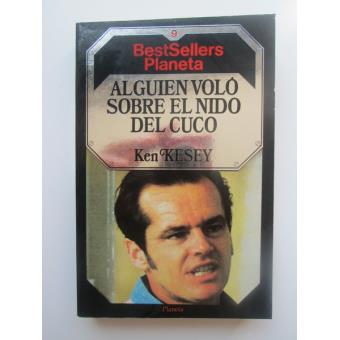 9
BestSellers
Planeta
ALGUIEN VOLÓ
SOBRE EL NIDO
DEL CUCO
Ken KESEY
Planeta